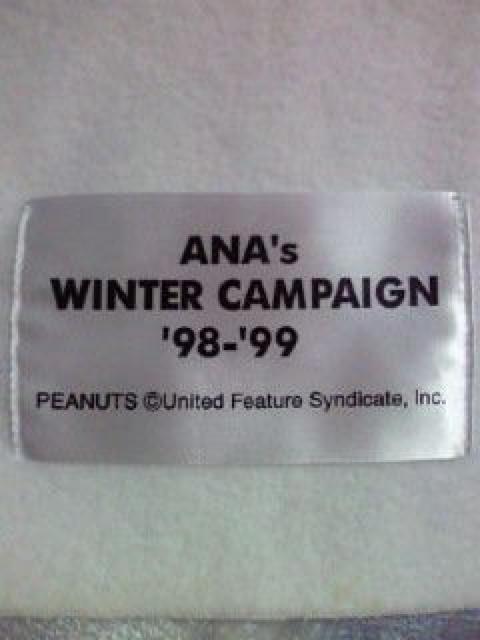 ANA's
WINTER CAMPAIGN
'98-'99
PEANUTS ©United Feature Syndicate, Inc.